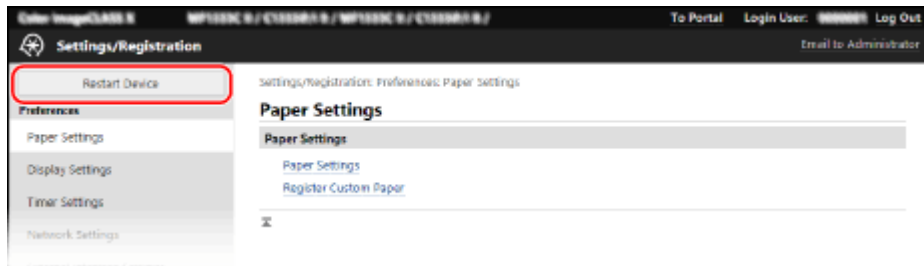 To Portal Login User: Log Out
Settings/Registration
Email to Administrator
Restart Device
Settings/Registration: Preferences: Paper Settings
Preferences
Paper Settings
Paper Settings
Paper Settings
Display Settings
Paper Settings
Register Custom Paper
Timer Settings
Network Settings